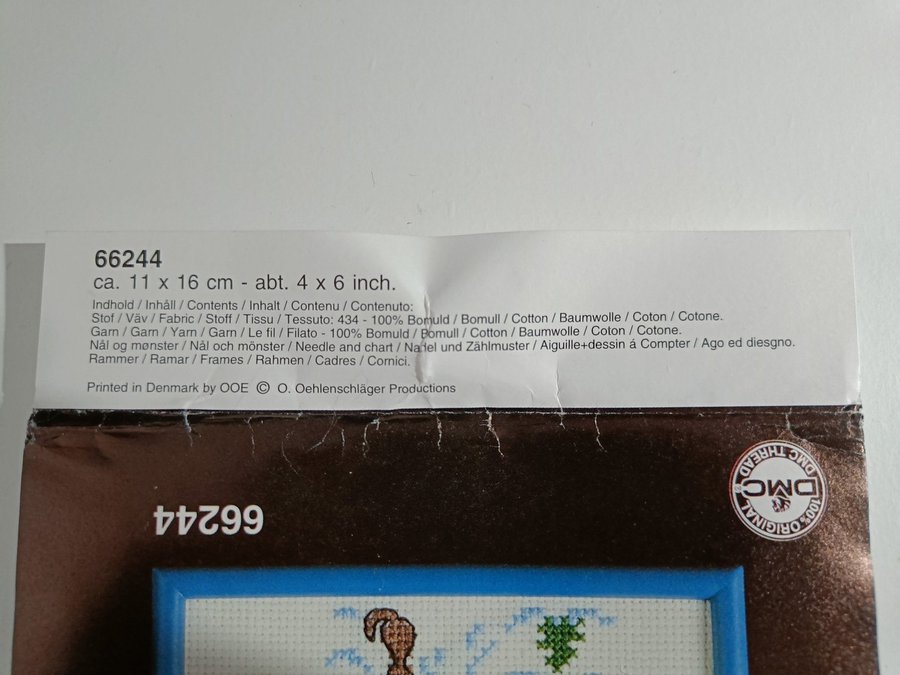 66244
ca. 11 x 16 cm - abt. 4 x 6 inch.
Indhold / Inhåll / Contents / Inhalt / Contenu / Contenuto:
Stof / Väv / Fabric / Stoff / Tissu / Tessuto: 434 - 100% Bomuld / Bomull / Cotton / Baumwolle / Coton / Cotone.
Garn / Garn / Yarn / Garn / Le fil / Filato - 100% Bomuld / Bomull / Cotton / Baumwolle / Coton / Cotone.
Nål og mønster / Nål och mönster / Needle and chart / Nadel und Zählmuster / Aiguille+dessin á Compter / Ago ed diesgno.
Rammer / Ramar / Frames / Rahmen / Cadres / Cornici.
Printed in Denmark by OOE © O. Oehlenschläger Productions
66244
100% ORIGINAL
DMC
DMC THREAD